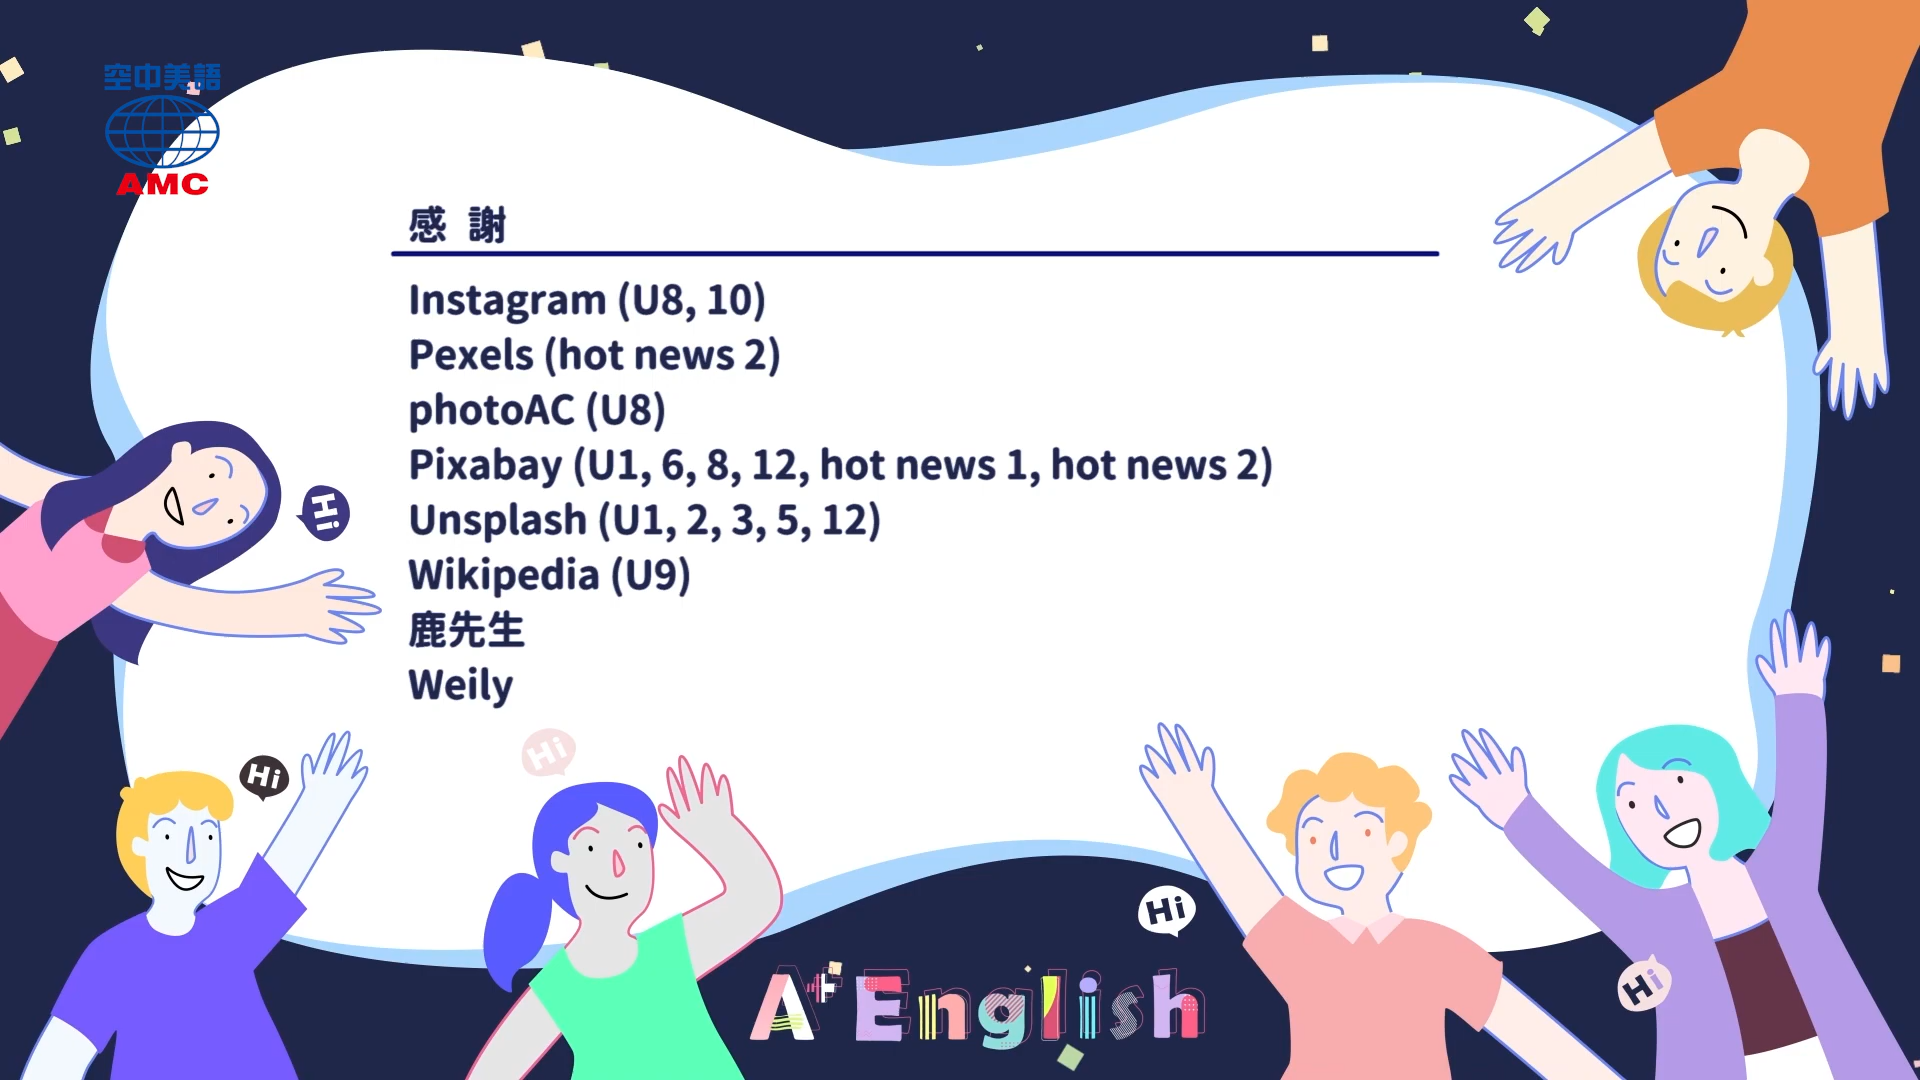 空中美語
AMC
感 謝
Instagram (U8, 10)
Pexels (hot news 2)
photoAC (U8)
Pixabay (U1, 6, 8, 12, hot news 1, hot news 2)
Unsplash (U1, 2, 3, 5, 12)
Wikipedia (U9)
鹿先生
Weily
Hi
Hi
Hi
Hi
Hi
A+ English